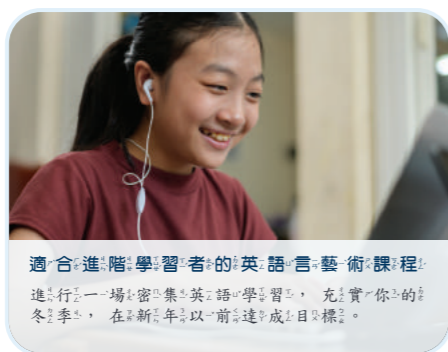 適合進階學習者的英語言藝術課程
進行一場密集英語學習，充實你的
冬季，在新年以前達成目標。